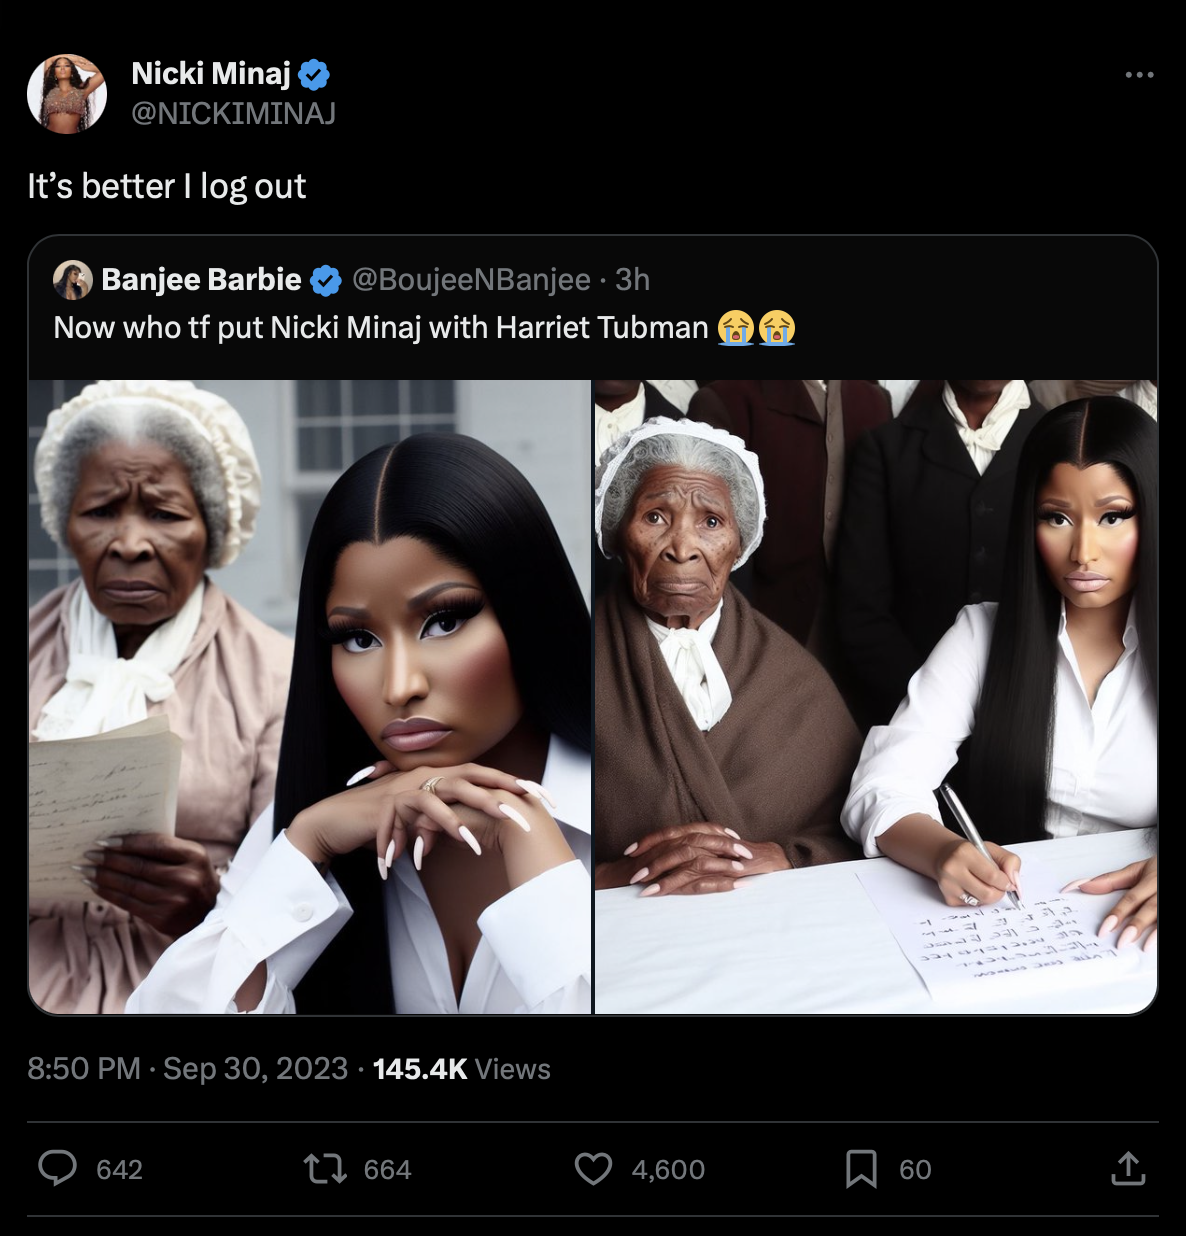 Nicki Minaj
@NICKIMINAJ
It’s better I log out
Banjee Barbie @BoujeeNBanjee · 3h
Now who tf put Nicki Minaj with Harriet Tubman 😭😭
8:50 PM · Sep 30, 2023 · 145.4K Views
642 664 4,600 60